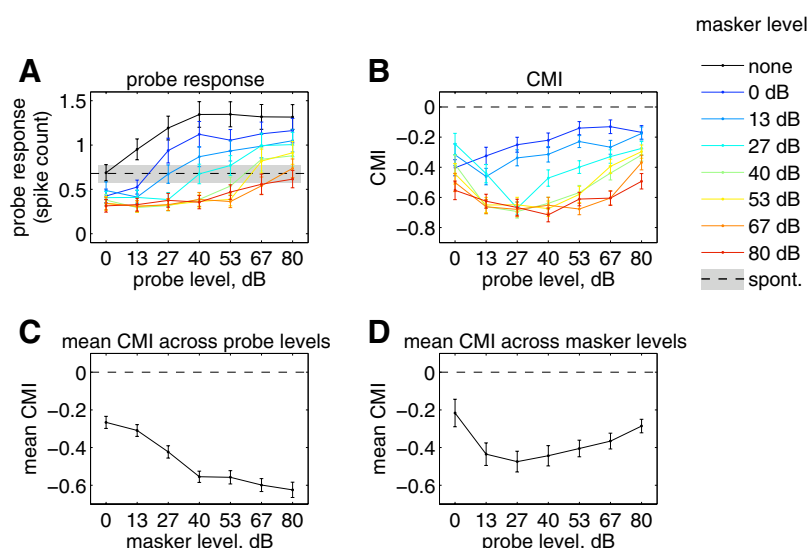 masker level
none
0 dB
13 dB
27 dB
40 dB
53 dB
67 dB
80 dB
spont.
A
probe response
1.5
1
0.5
0
probe response
(spike count)
0 13 27 40 53 67 80
probe level, dB
B
CMI
0
−0.2
−0.4
−0.6
−0.8
CMI
0 13 27 40 53 67 80
probe level, dB
C
mean CMI across probe levels
0
−0.2
−0.4
−0.6
mean CMI
0 13 27 40 53 67 80
masker level, dB
D
mean CMI across masker levels
0
−0.2
−0.4
−0.6
mean CMI
0 13 27 40 53 67 80
probe level, dB